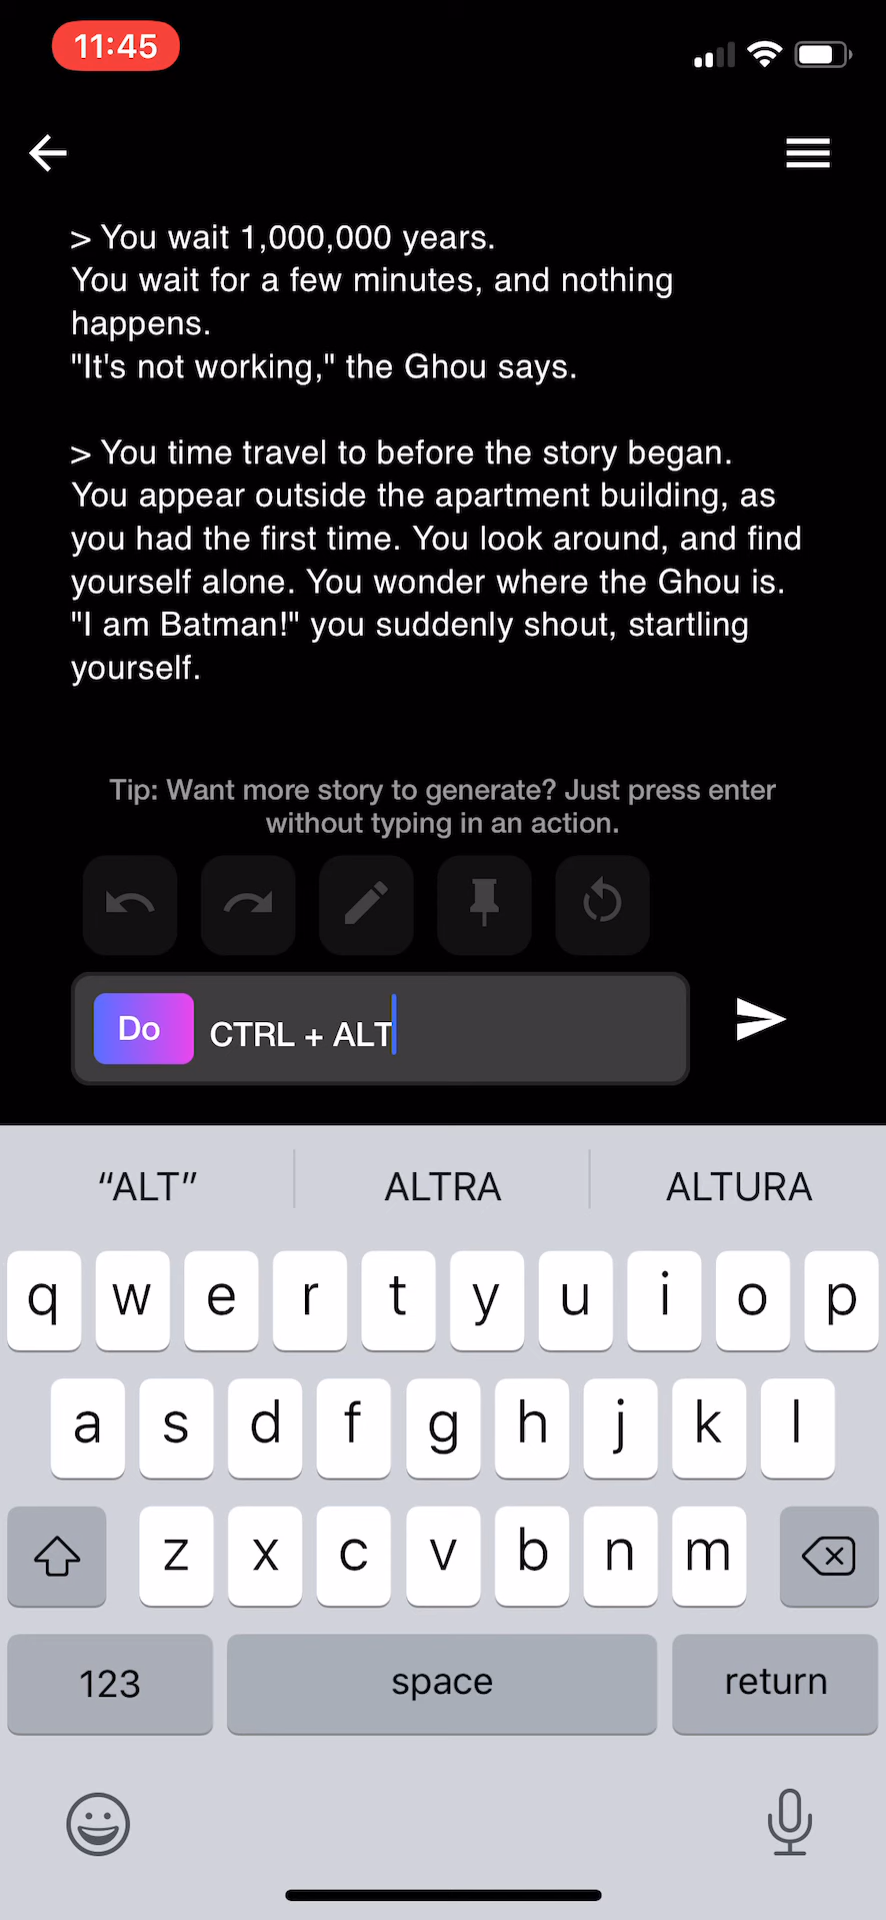 11:45
> You wait 1,000,000 years.
You wait for a few minutes, and nothing
happens.
"It's not working," the Ghou says.
> You time travel to before the story began.
You appear outside the apartment building, as
you had the first time. You look around, and find
yourself alone. You wonder where the Ghou is.
"I am Batman!" you suddenly shout, startling
yourself.
Tip: Want more story to generate? Just press enter
without typing in an action.
Do CTRL + ALT
“ALT” ALTRA ALTURA
q w e r t y u i o p
a s d f g h j k l
z x c v b n m
123 space return